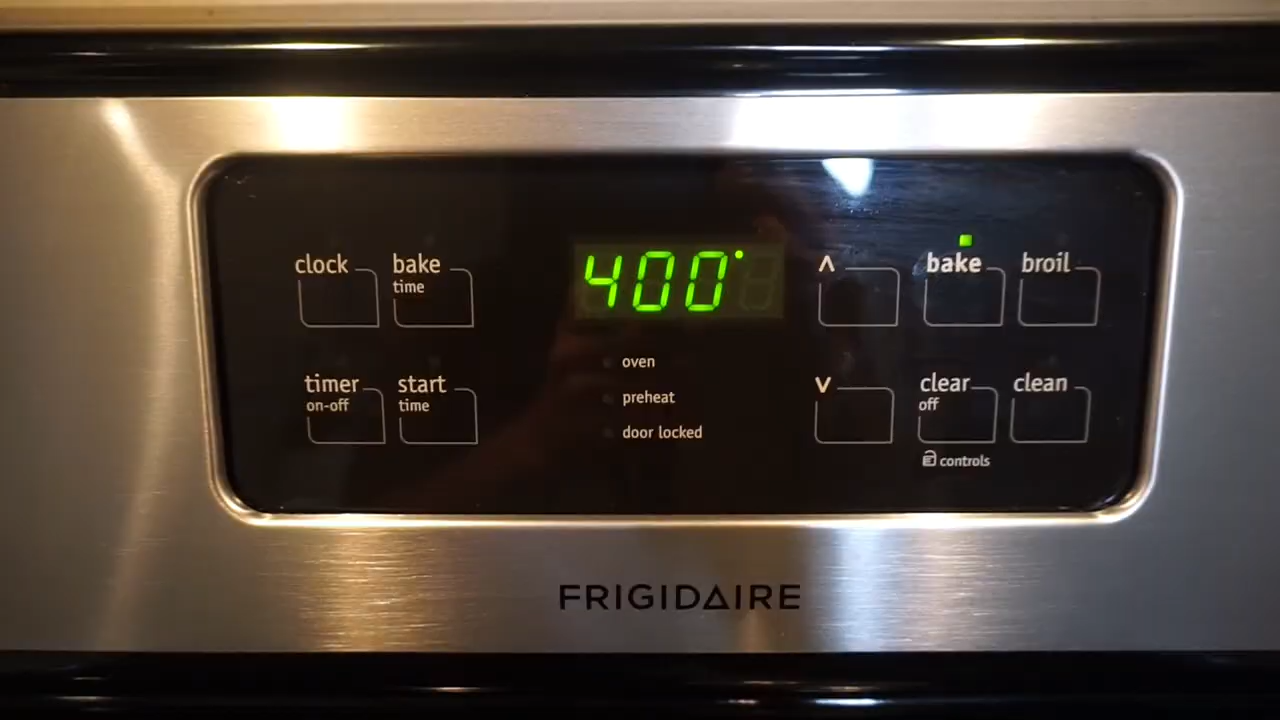 clock
bake
time
400°
^
bake
broil
timer
on-off
start
time
oven
preheat
door locked
v
clear
off
clean
controls
FRIGIDAIRE